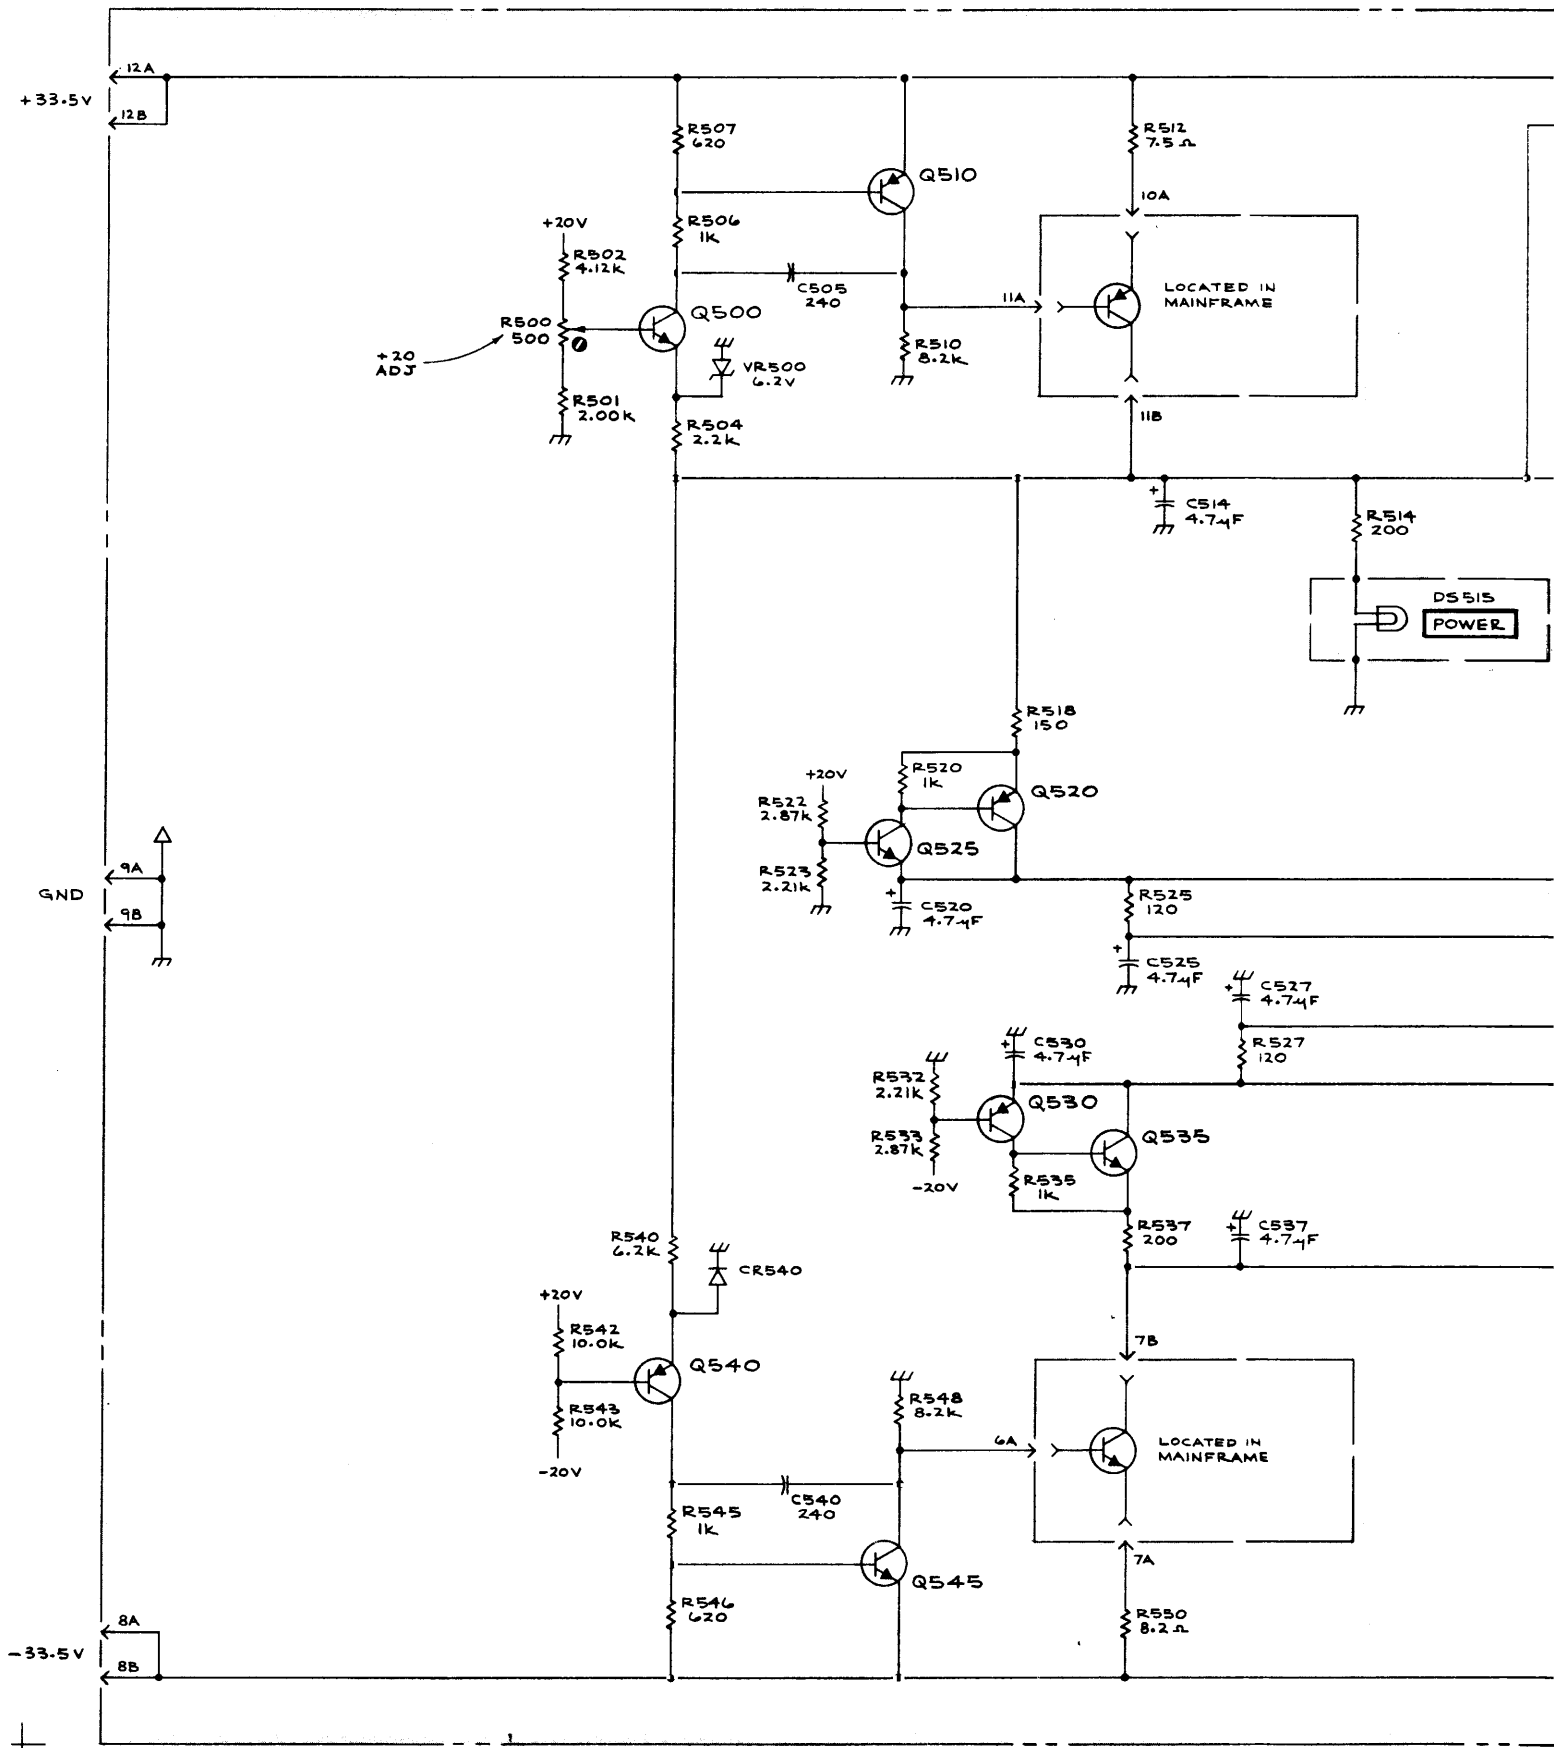 12A
+33.5V
12B
R507
620
R512
7.5Ω
Q510
10A
R506
1K
+20V
R502
4.12K
LOCATED IN
MAINFRAME
C505
240
11A
Q500
R500
500
R510
8.2K
+20
ADJ
VR500
6.2V
R501
2.00K
11B
R504
2.2K
C514
4.7µF
R514
200
DS515
POWER
R518
150
+20V
R520
1K
Q520
R522
2.87K
Q525
R523
2.21K
9A
GND
9B
+
C520
4.7µF
R525
120
+
C525
4.7µF
+
C527
4.7µF
R527
120
+
C530
4.7µF
R532
2.21K
Q530
R533
2.87K
Q535
-20V
R535
1K
R537
200
+
C537
4.7µF
R540
6.2K
CR540
+20V
R542
10.0K
7B
Q540
R543
10.0K
R548
8.2K
6A
LOCATED IN
MAINFRAME
-20V
C540
240
R545
1K
7A
Q545
R546
620
R550
8.2Ω
8A
-33.5V
8B